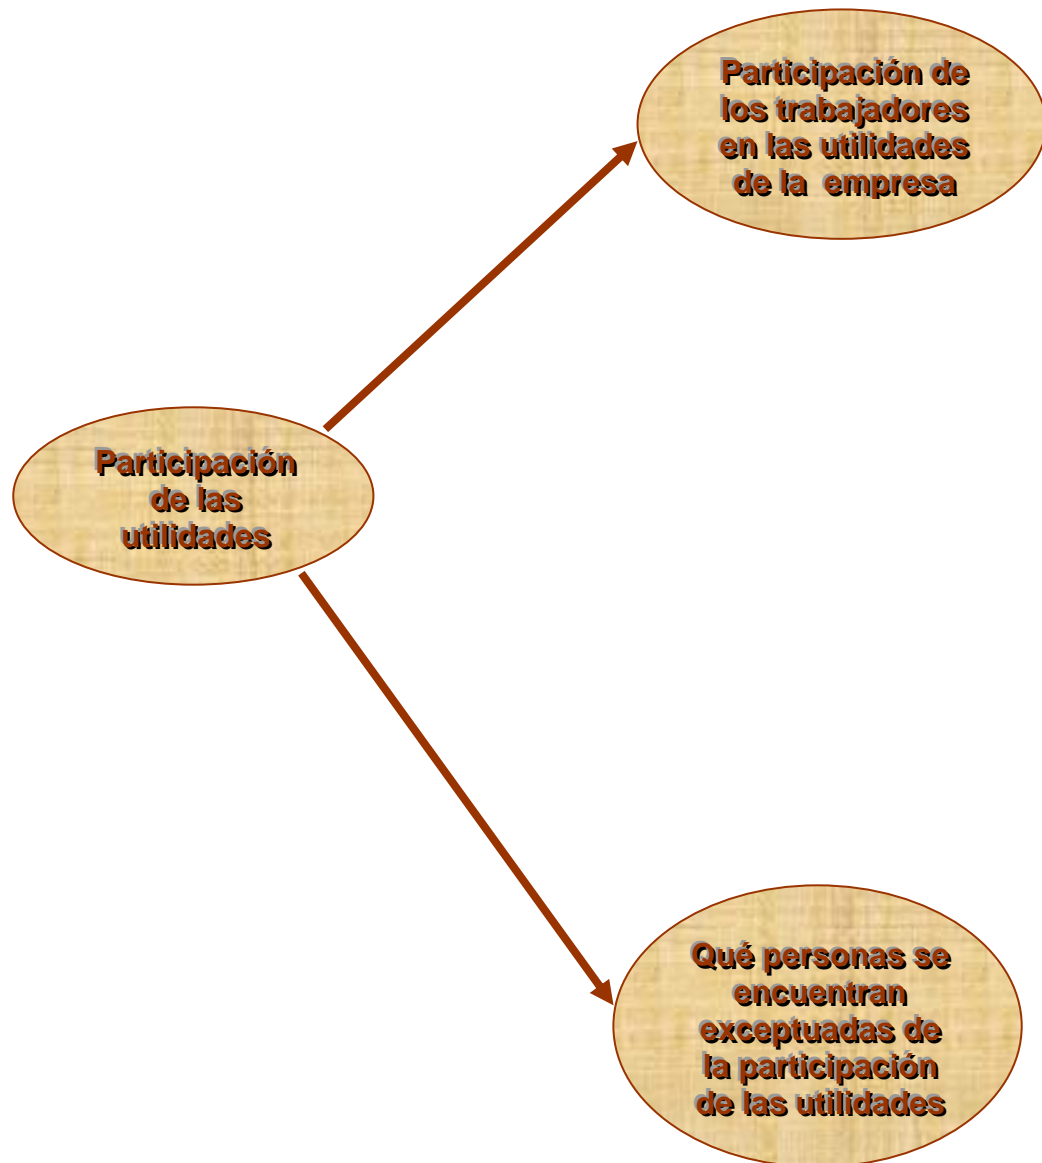 Participación de
los trabajadores
en las utilidades
de la empresa
Participación
de las
utilidades
Qué personas se
encuentran
exceptuadas de
la participación
de las utilidades